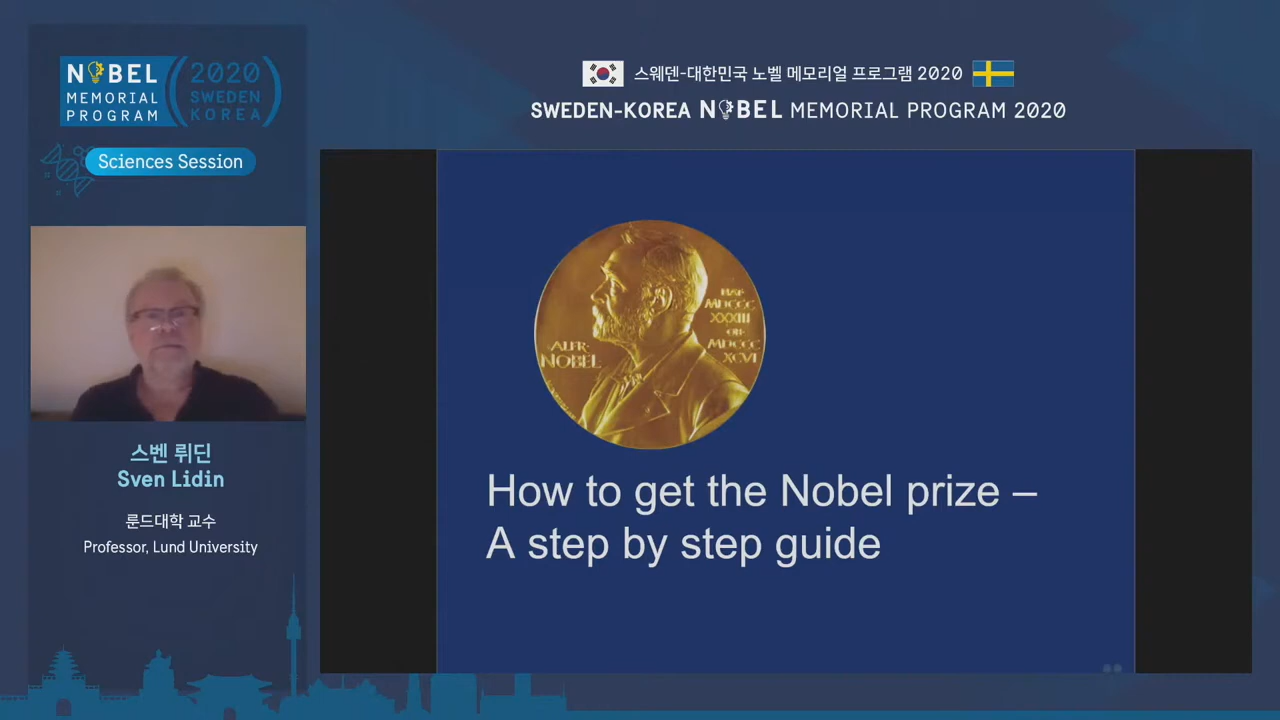 NOBEL
MEMORIAL
PROGRAM
2020
SWEDEN
KOREA
Sciences Session
스웨덴-대한민국 노벨 메모리얼 프로그램 2020
SWEDEN-KOREA NOBEL MEMORIAL PROGRAM 2020
NAT
MDCCC
XXXIII
OB
MDCCC
XCVI
ALFR
NOBEL
How to get the Nobel prize –
A step by step guide
스벤 뤼딘
Sven Lidin
룬드대학 교수
Professor, Lund University